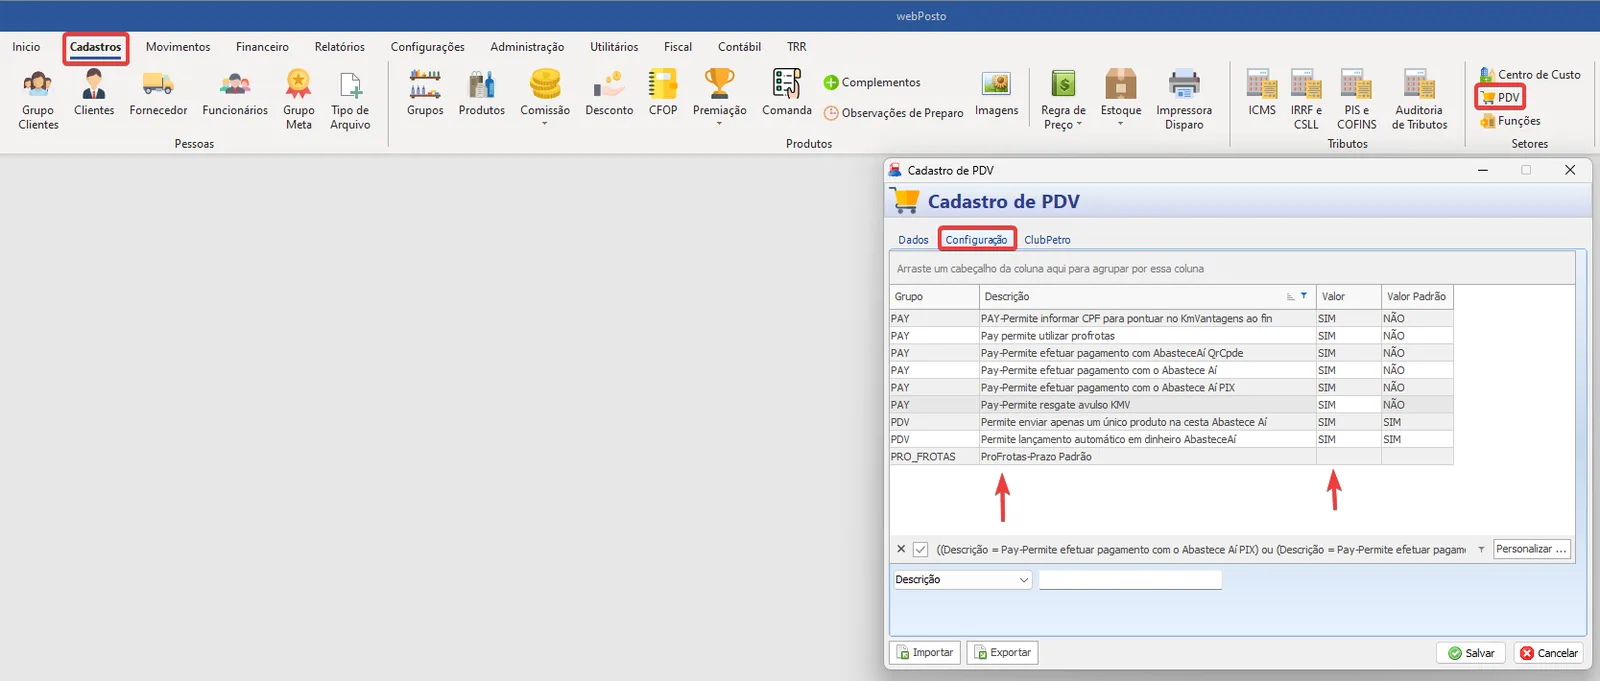 webPosto
Inicio Cadastros Movimentos Financeiro Relatórios Configurações Administração Utilitários Fiscal Contábil TRR
Grupo Clientes
Clientes
Fornecedor
Funcionários
Grupo Meta
Tipo de Arquivo
Pessoas
Grupos
Produtos
Comissão
Desconto
CFOP
Premiação
Comanda
Complementos
Observações de Preparo
Imagens
Regra de Preço
Estoque
Impressora Disparo
Produtos
ICMS
IRRF e CSLL
PIS e COFINS
Auditoria de Tributos
Tributos
Centro de Custo
PDV
Funções
Setores
Cadastro de PDV
Cadastro de PDV
Dados Configuração ClubPetro
Arraste um cabeçalho da coluna aqui para agrupar por essa coluna
Grupo Descrição Valor Valor Padrão
PAY PAY-Permite informar CPF para pontuar no KmVantagens ao fin SIM NÃO
PAY Pay permite utilizar profrotas SIM NÃO
PAY Pay-Permite efetuar pagamento com AbasteceAí QrCpde SIM NÃO
PAY Pay-Permite efetuar pagamento com o Abastece Aí SIM NÃO
PAY Pay-Permite efetuar pagamento com o Abastece Aí PIX SIM NÃO
PAY Pay-Permite resgate avulso KMV SIM NÃO
PDV Permite enviar apenas um único produto na cesta Abastece Aí SIM SIM
PDV Permite lançamento automático em dinheiro AbasteceAí SIM SIM
PRO_FROTAS ProFrotas-Prazo Padrão
((Descrição = Pay-Permite efetuar pagamento com o Abastece Aí PIX) ou (Descrição = Pay-Permite efetuar pagame
Personalizar ...
Descrição
Importar Exportar Salvar Cancelar